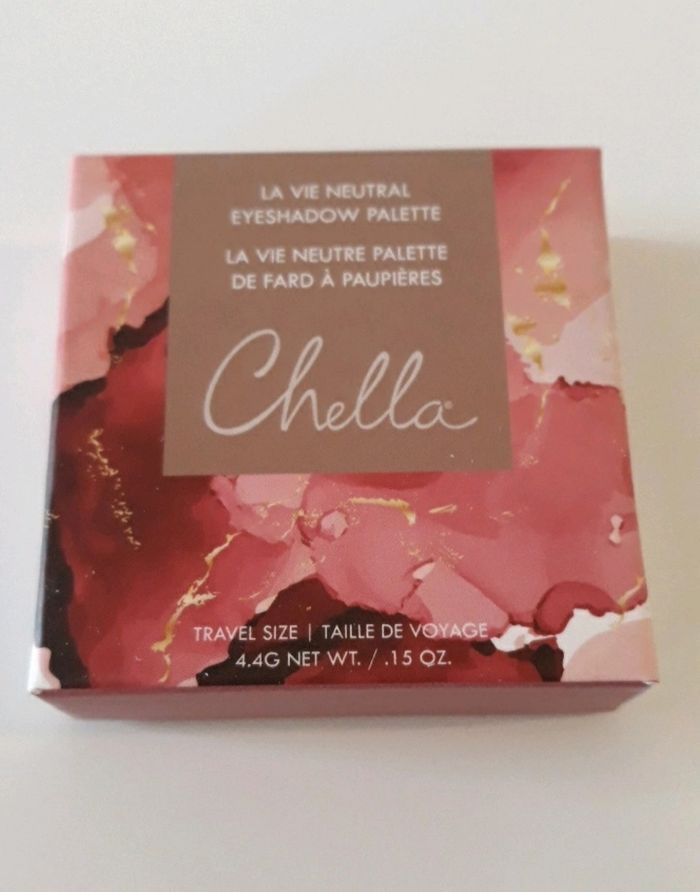 LA VIE NEUTRAL
EYESHADOW PALETTE
LA VIE NEUTRE PALETTE
DE FARD À PAUPIÈRES
Chella®
TRAVEL SIZE | TAILLE DE VOYAGE
4.4G NET WT. / .15 OZ.